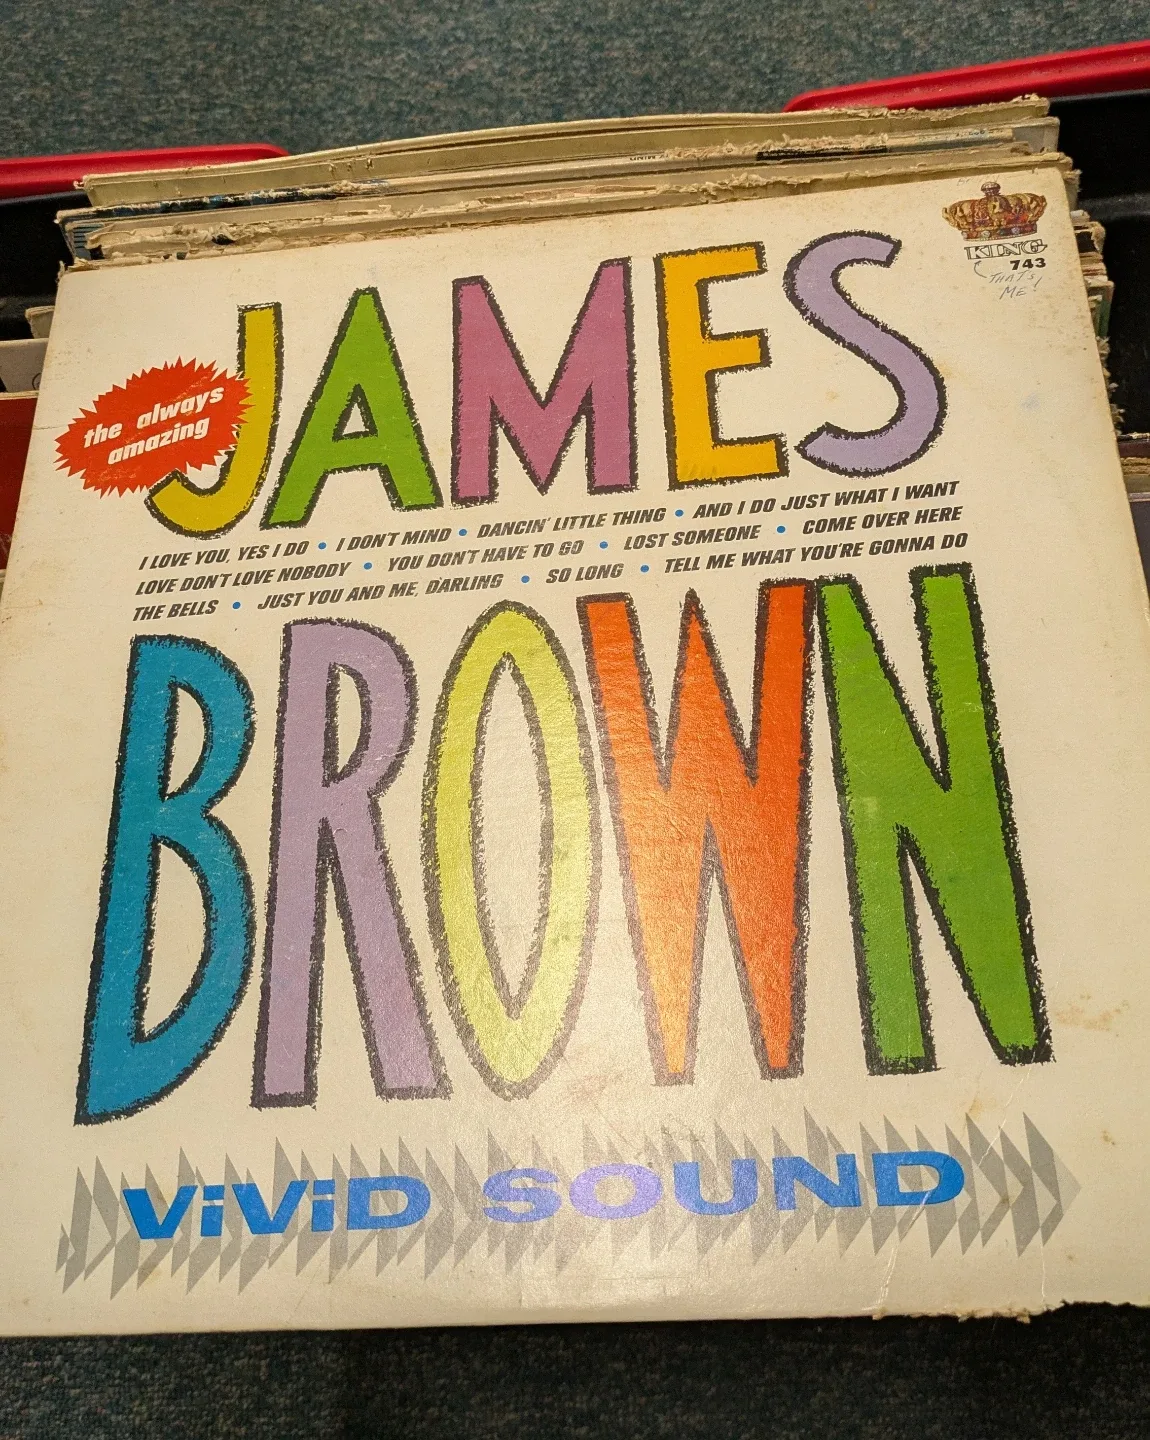 KING
743
THAT'S
ME!
JAMES
the always
amazing
I LOVE YOU, YES I DO • I DON'T MIND • DANCIN' LITTLE THING • AND I DO JUST WHAT I WANT
LOVE DON'T LOVE NOBODY • YOU DON'T HAVE TO GO • LOST SOMEONE • COME OVER HERE
THE BELLS • JUST YOU AND ME, DARLING • SO LONG • TELL ME WHAT YOU'RE GONNA DO
BROWN
ViViD SOUND